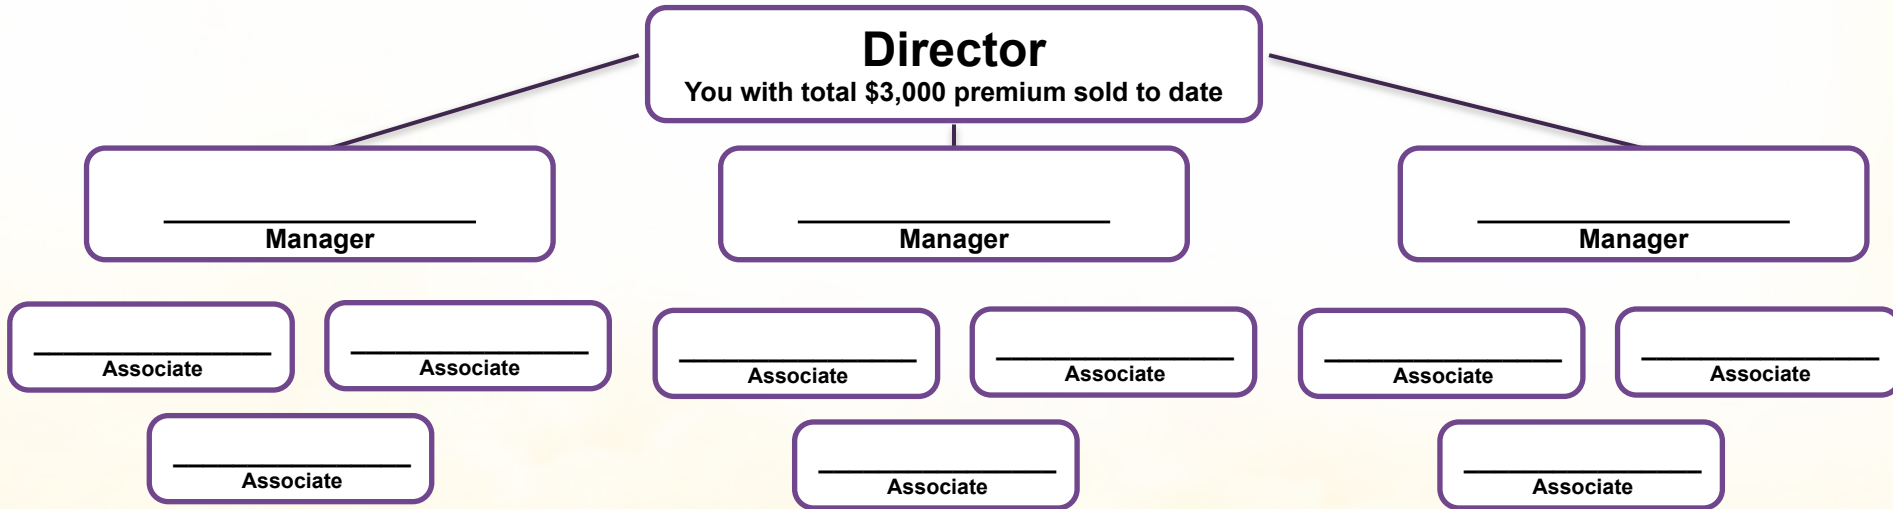 Director
You with total $3,000 premium sold to date
Manager
Manager
Manager
Associate
Associate
Associate
Associate
Associate
Associate
Associate
Associate
Associate